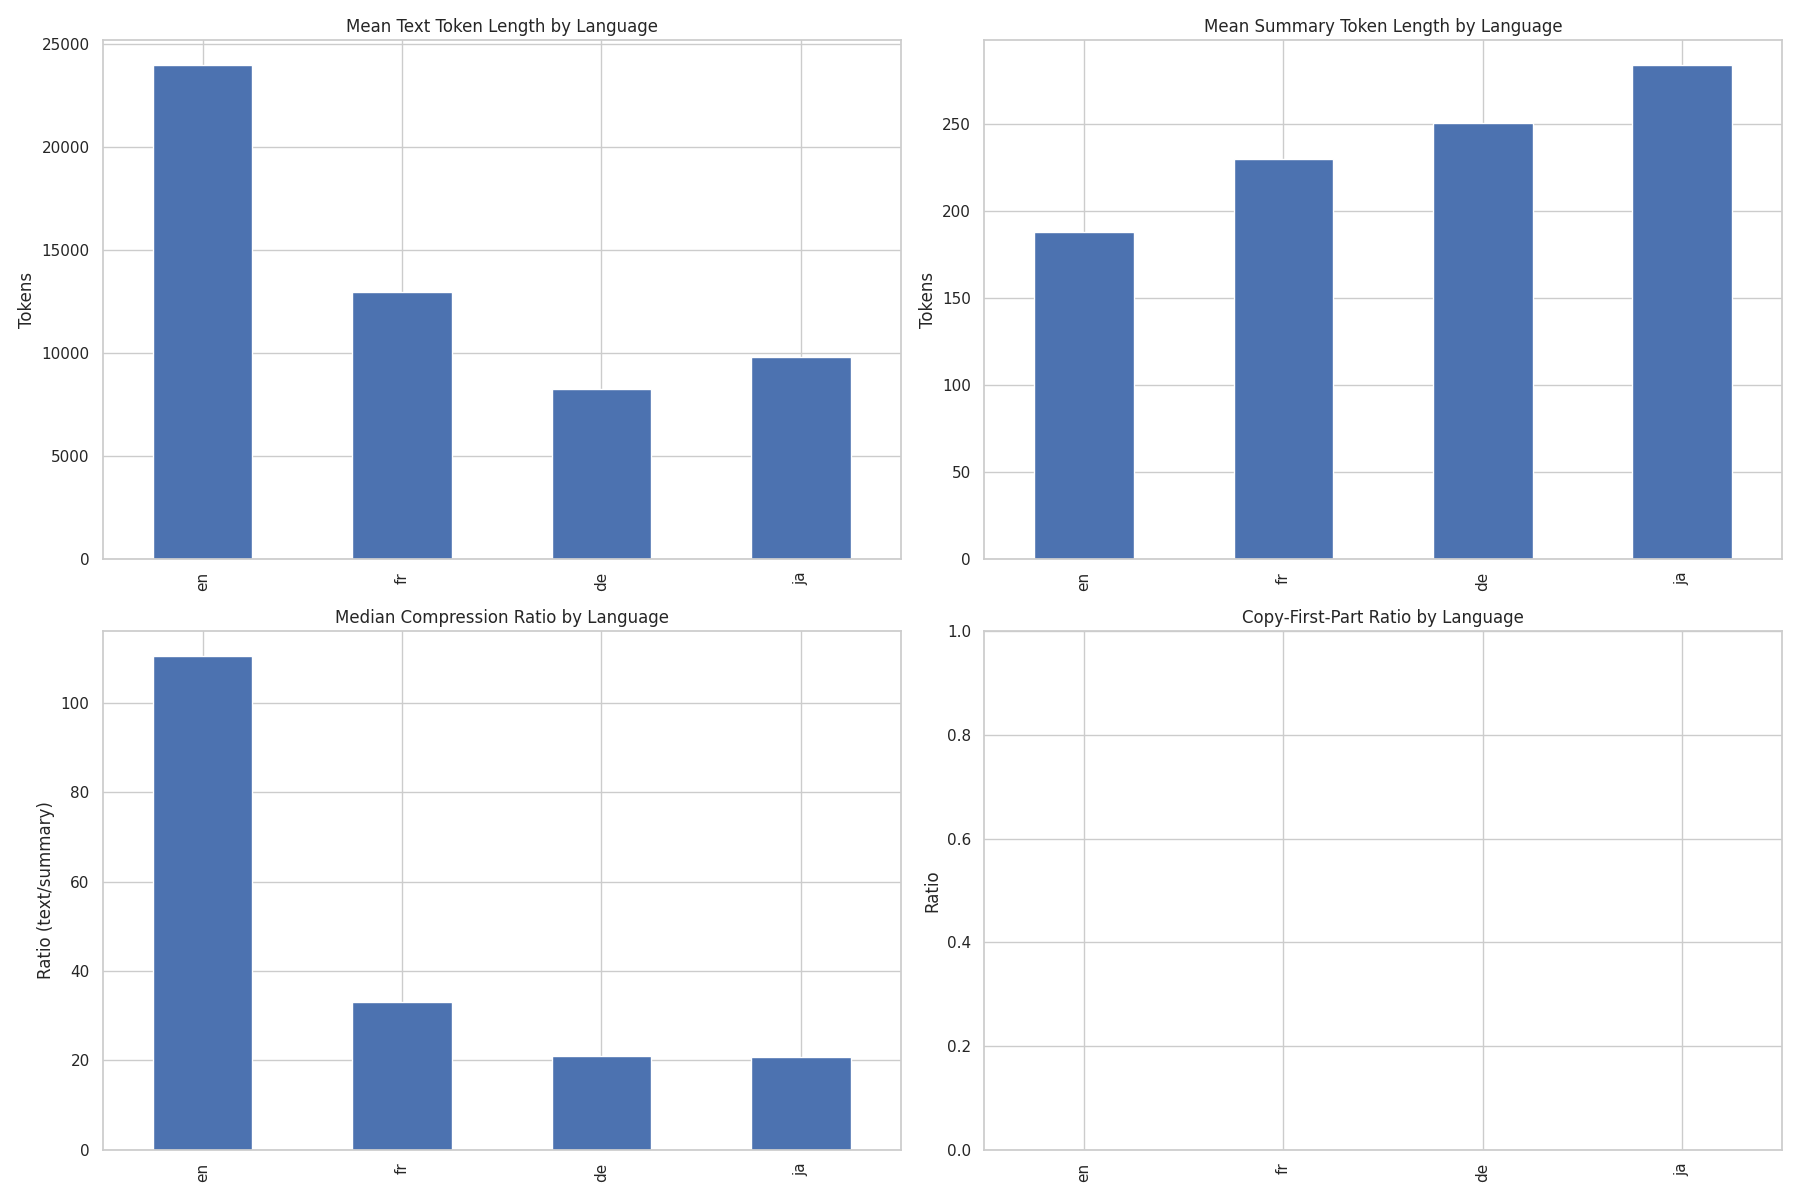 Mean Text Token Length by Language
25000
20000
15000
10000
5000
0
Tokens
en
fr
de
ja
Mean Summary Token Length by Language
250
200
150
100
50
0
Tokens
en
fr
de
ja
Median Compression Ratio by Language
100
80
60
40
20
0
Ratio (text/summary)
en
fr
de
ja
Copy-First-Part Ratio by Language
1.0
0.8
0.6
0.4
0.2
0.0
Ratio
en
fr
de
ja